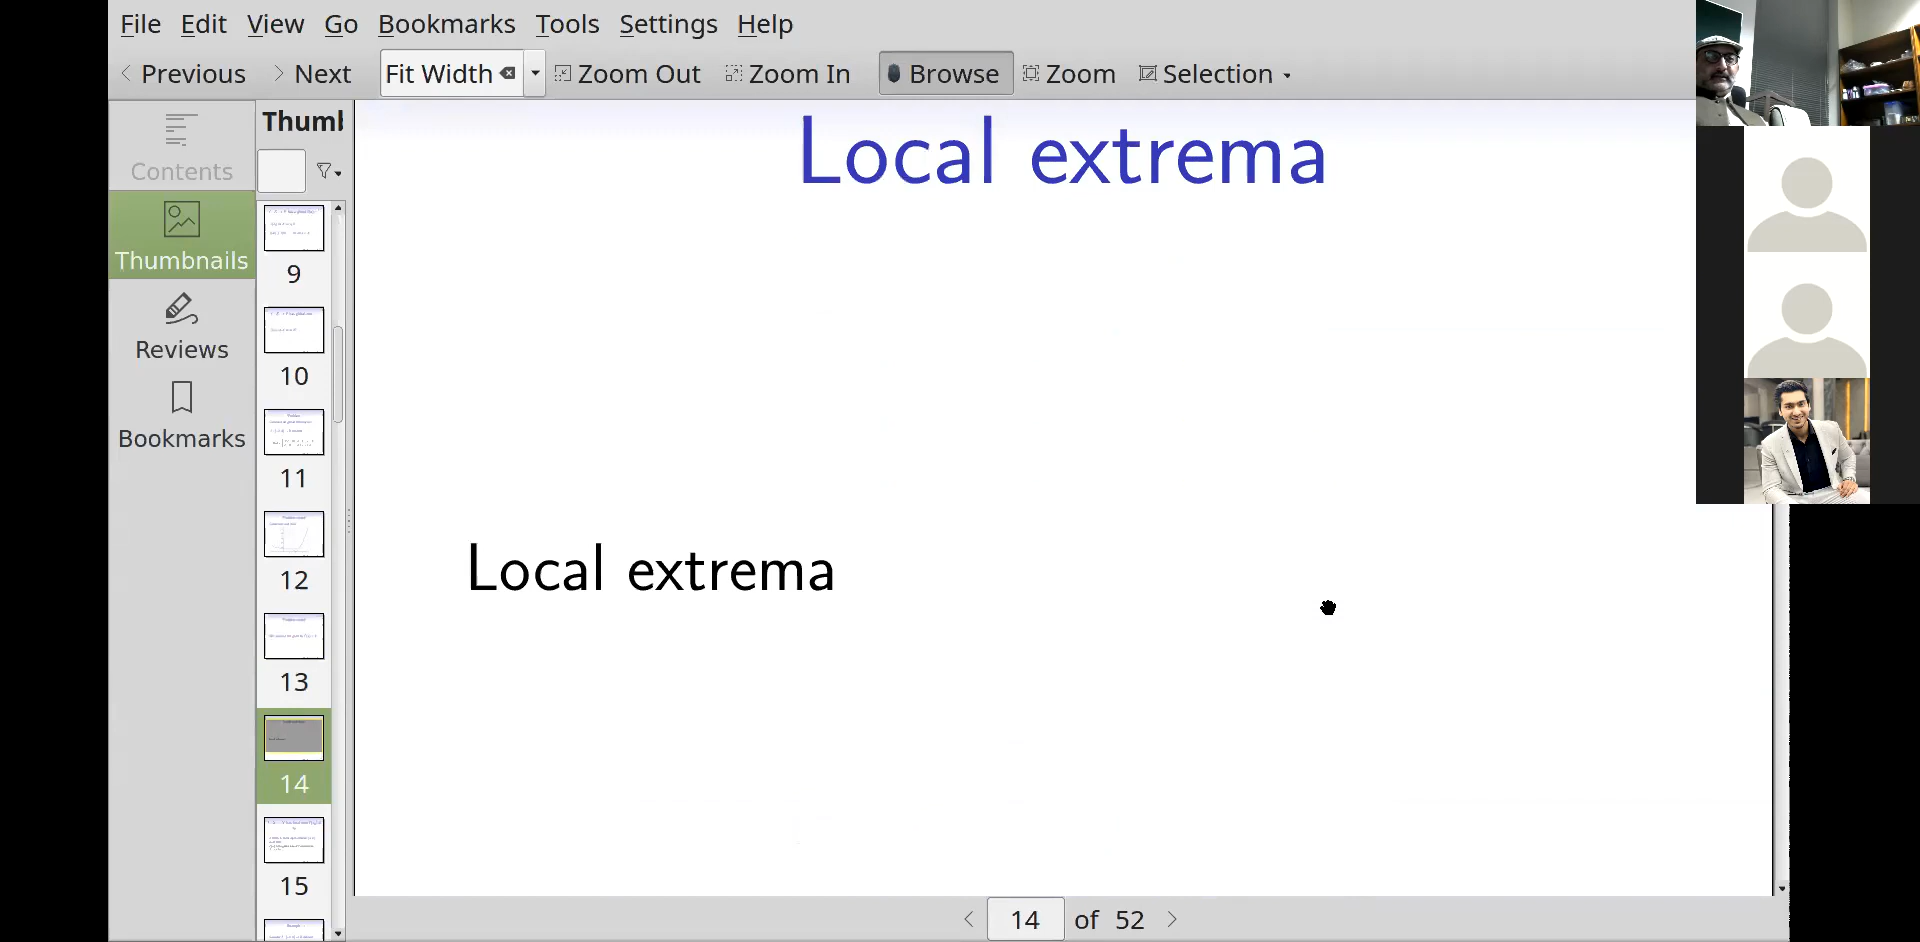 File Edit View Go Bookmarks Tools Settings Help
Previous Next Fit Width Zoom Out Zoom In Browse Zoom Selection
Contents
Thumbnails
Reviews
Bookmarks
Thuml
9
10
11
12
13
14
15
Local extrema
Local extrema
14 of 52